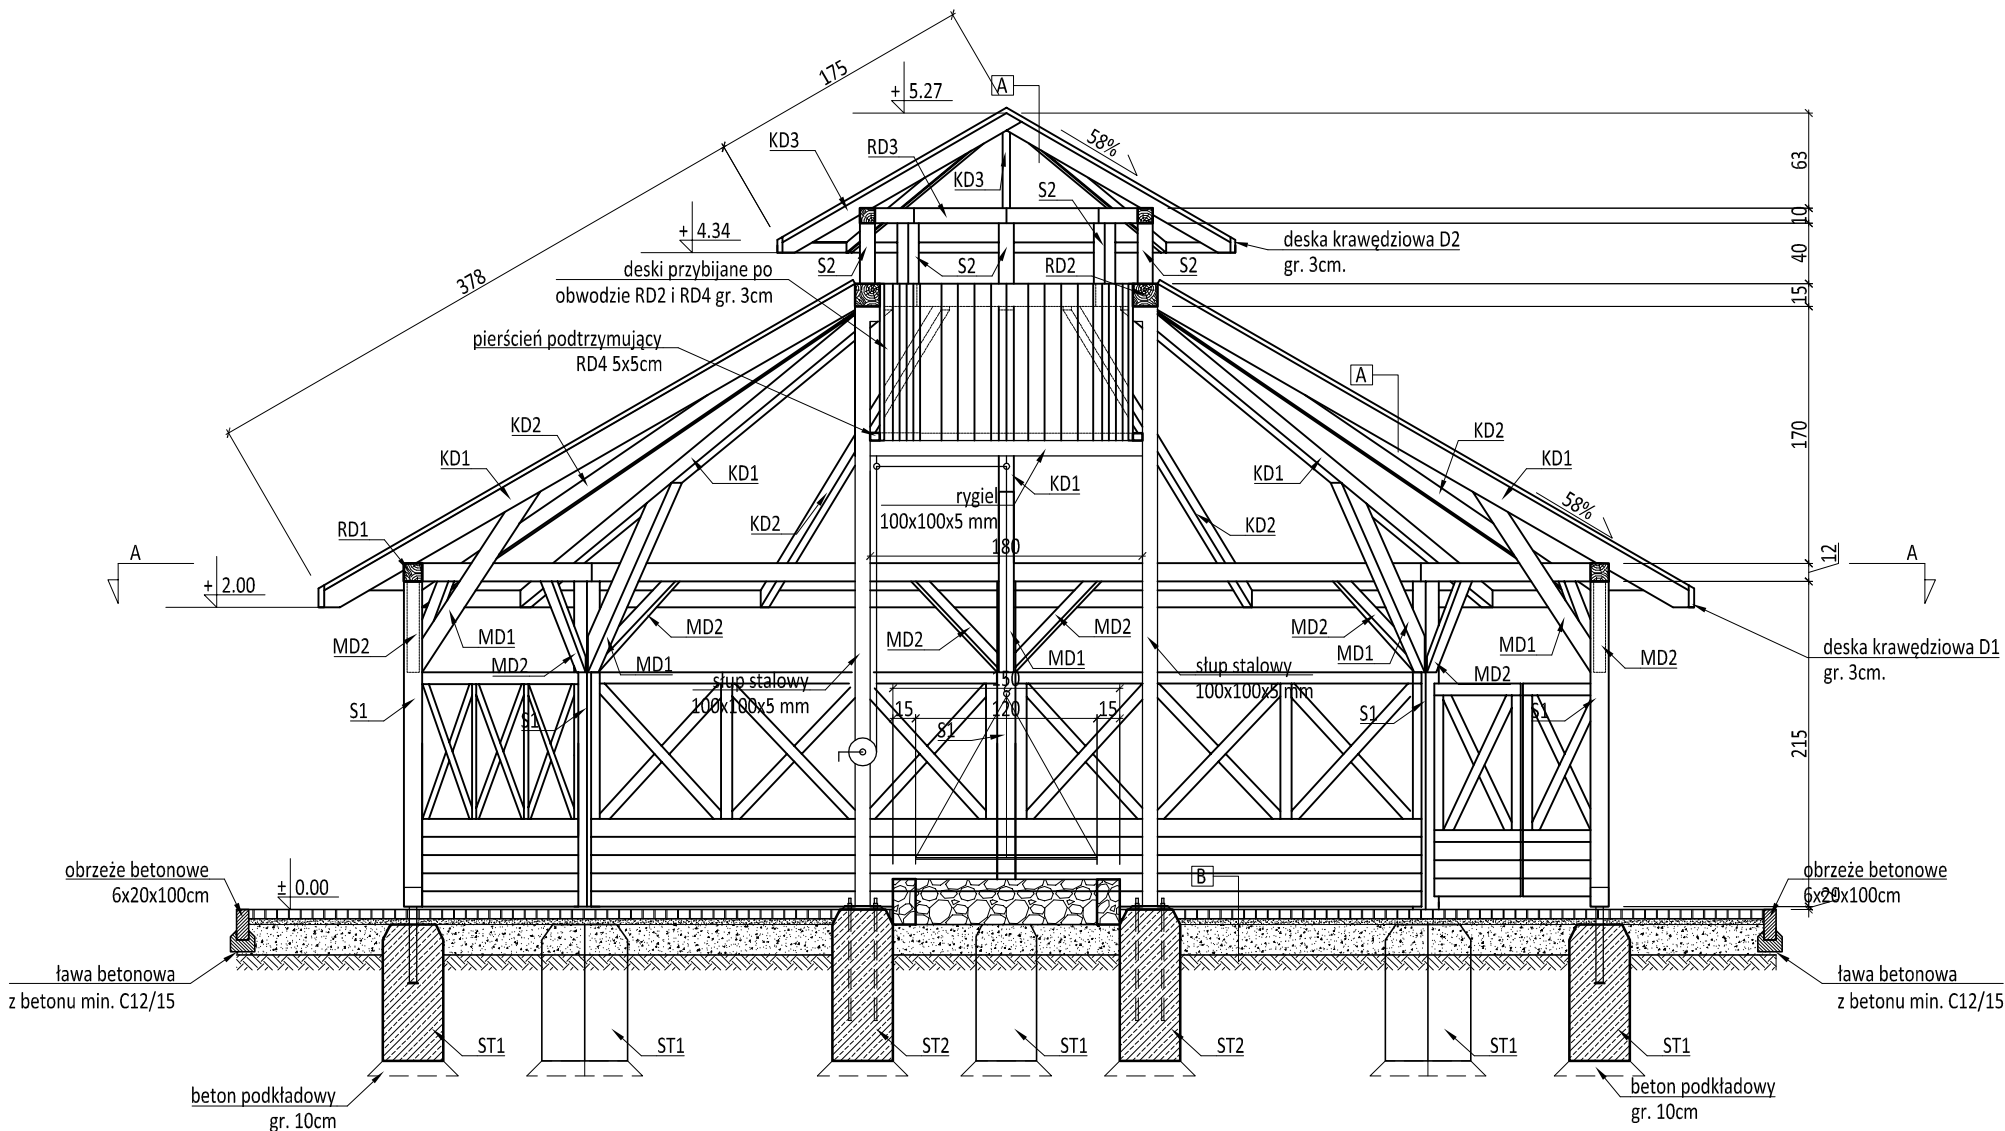 175
A
+ 5.27
58%
KD3
RD3
63
KD3
S2
10
+ 4.34
deska krawędziowa D2
gr. 3cm.
40
S2
S2
RD2
S2
deski przybijane po
obwodzie RD2 i RD4 gr. 3cm
378
15
pierścień podtrzymujący
RD4 5x5cm
A
KD2
KD2
170
KD1
KD1
KD1
KD1
KD1
rygiel
100x100x5 mm
58%
KD2
KD2
RD1
180
12
A
A
+ 2.00
MD2
MD1
MD2
MD2
MD2
MD2
MD1
MD2
MD1
MD2
MD1
MD1
MD2
MD2
deska krawędziowa D1
gr. 3cm.
słup stalowy
100x100x5 mm
słup stalowy
100x100x5 mm
150
S1
S1
15
120
15
S1
S1
S1
215
obrzeże betonowe
6x20x100cm
± 0.00
B
obrzeże betonowe
6x20x100cm
ława betonowa
z betonu min. C12/15
ława betonowa
z betonu min. C12/15
ST1
ST1
ST2
ST1
ST2
ST1
ST1
beton podkładowy
gr. 10cm
beton podkładowy
gr. 10cm